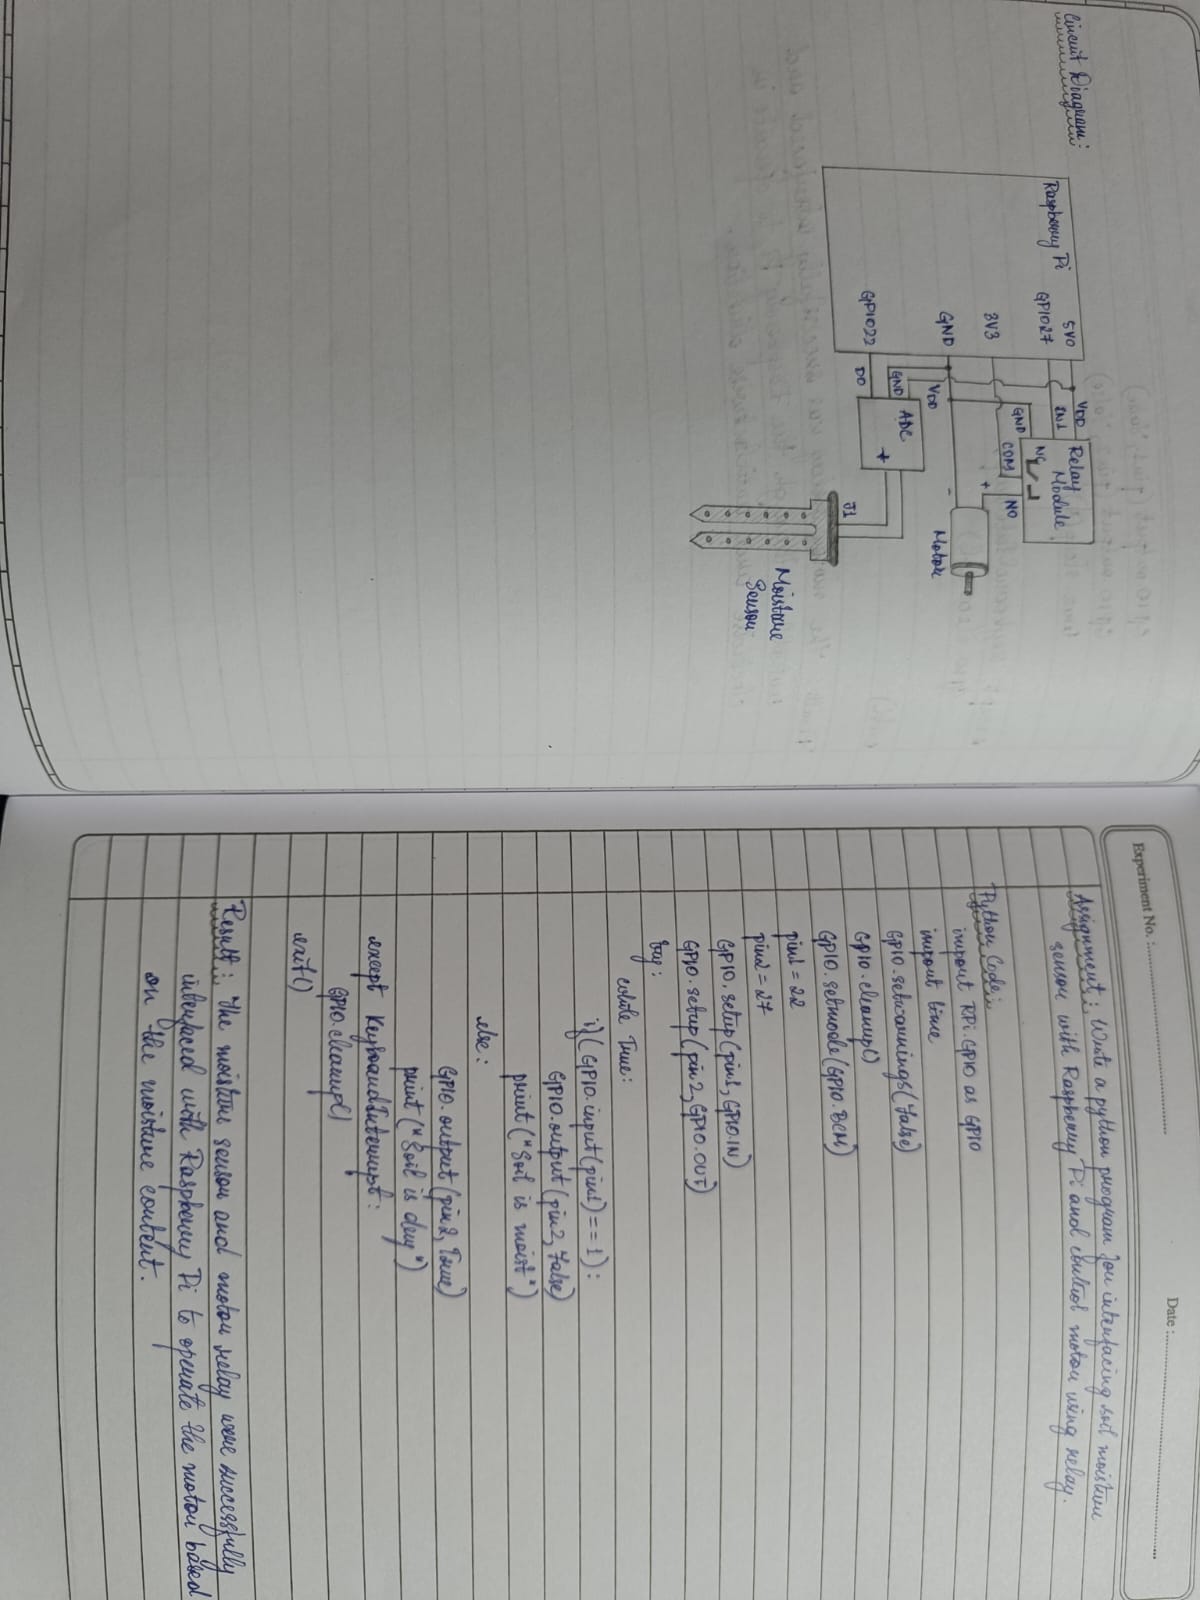 Circuit Diagram:
Raspberry Pi
5V0
GPIO27
3V3
GND
GPIO22
VDD
IN1
GND
Relay
Module
NC
COM
NO
+
-
Motor
VDD
GND
DO
ADC
+
J1
Moisture
Sensor
Experiment No. :
Date :
Assignment : Write a python program for interfacing soil moisture
sensor with Raspberry Pi and control motor using relay.
Python Code :
import RPi.GPIO as GPIO
import time
GPIO.setwarnings(False)
GPIO.cleanup()
GPIO.setmode(GPIO.BCM)
pin1 = 22
pin2 = 27
GPIO.setup(pin1, GPIO.IN)
GPIO.setup(pin2, GPIO.OUT)
try :
while True:
if (GPIO.input(pin1) == 1) :
GPIO.output(pin2, False)
print("Soil is moist")
else :
GPIO.output(pin2, True)
print("Soil is dry")
except KeyboardInterrupt :
GPIO.cleanup()
exit()
Result : The moisture sensor and motor relay were successfully
interfaced with Raspberry Pi to operate the motor based
on the moisture content.